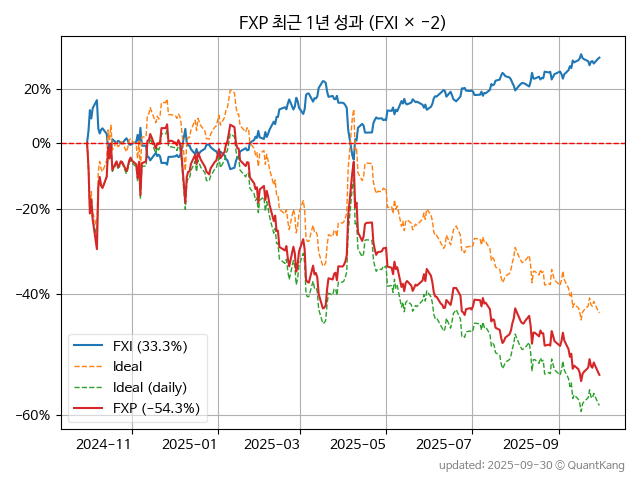 FXP 최근 1년 성과 (FXI × −2)
20%
0%
−20%
−40%
−60%
FXI (33.3%)
Ideal
Ideal (daily)
FXP (−54.3%)
2024−11
2025−01
2025−03
2025−05
2025−07
2025−09
updated: 2025-09-30 © QuantKang